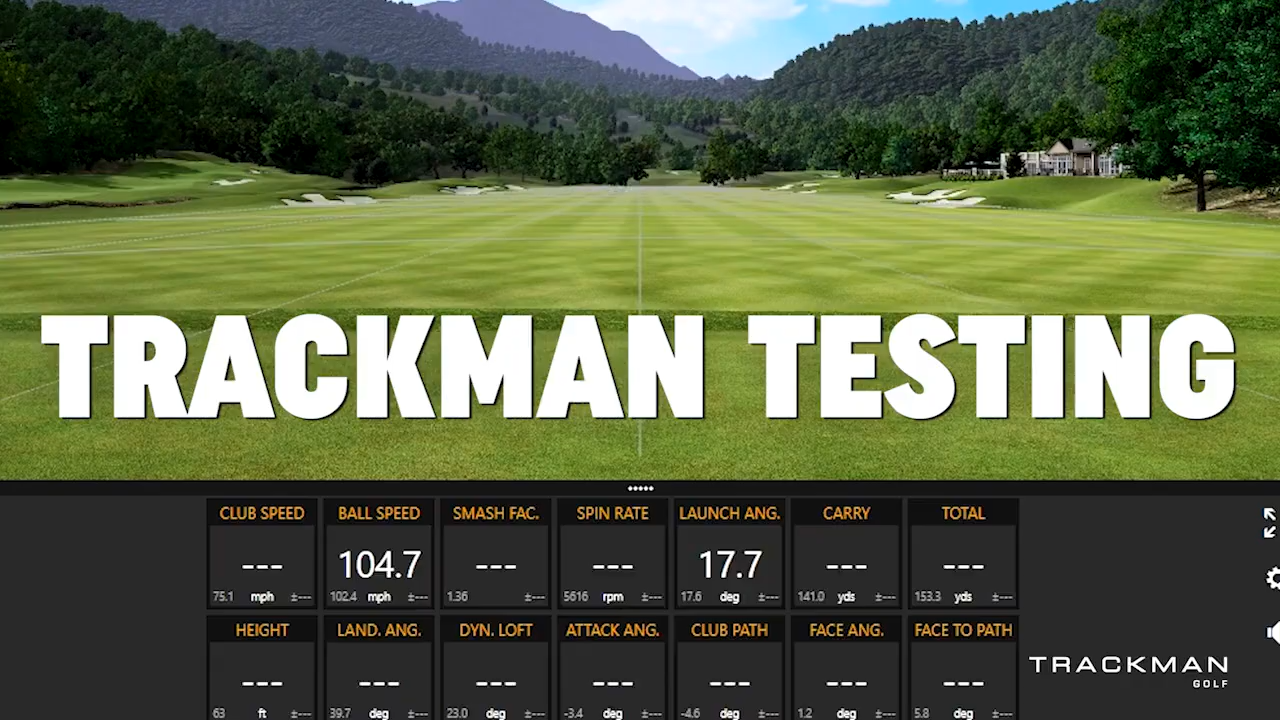 TRACKMAN TESTING
CLUB SPEED BALL SPEED SMASH FAC. SPIN RATE LAUNCH ANG. CARRY TOTAL
--- 104.7 --- --- 17.7 --- ---
75.1 mph ±--- 102.4 mph ±--- 1.36 ±--- 5616 rpm ±--- 17.6 deg ±--- 141.0 yds ±--- 153.3 yds ±---
HEIGHT LAND. ANG. DYN. LOFT ATTACK ANG. CLUB PATH FACE ANG. FACE TO PATH
--- --- --- --- --- --- ---
63 ft ±--- 39.7 deg ±--- 23.0 deg ±--- -3.4 deg ±--- -4.6 deg ±--- 1.2 deg ±--- 5.8 deg ±---
TRACKMAN
GOLF